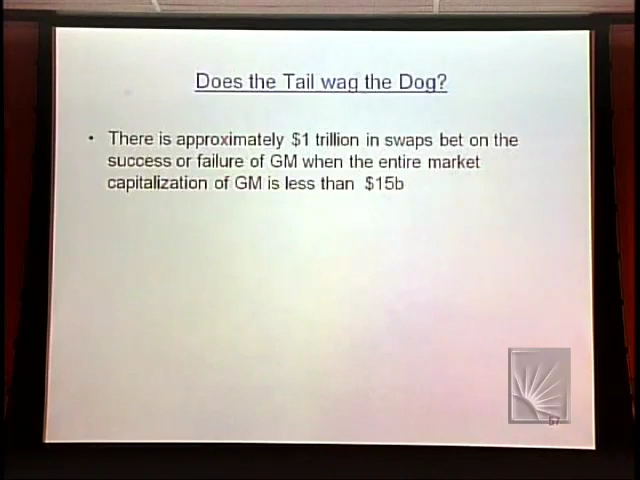 Does the Tail wag the Dog?
• There is approximately $1 trillion in swaps bet on the
success or failure of GM when the entire market
capitalization of GM is less than $15b
57